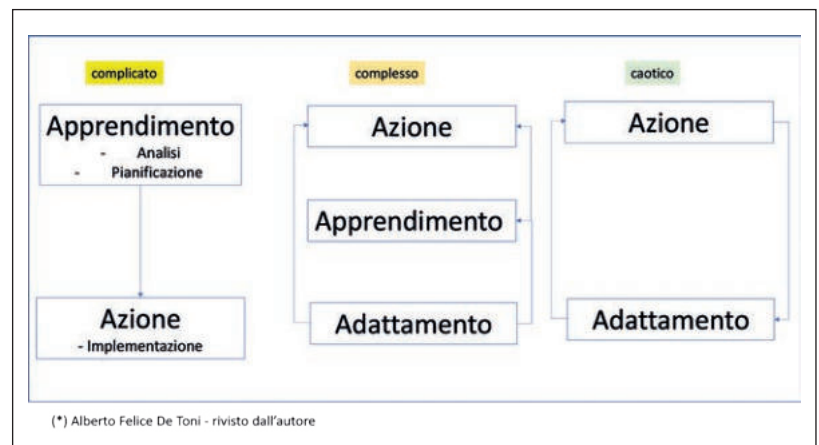 complicato
Apprendimento
- Analisi
- Pianificazione
Azione
- Implementazione
complesso
Azione
Apprendimento
Adattamento
caotico
Azione
Adattamento
(*) Alberto Felice De Toni - rivisto dall'autore